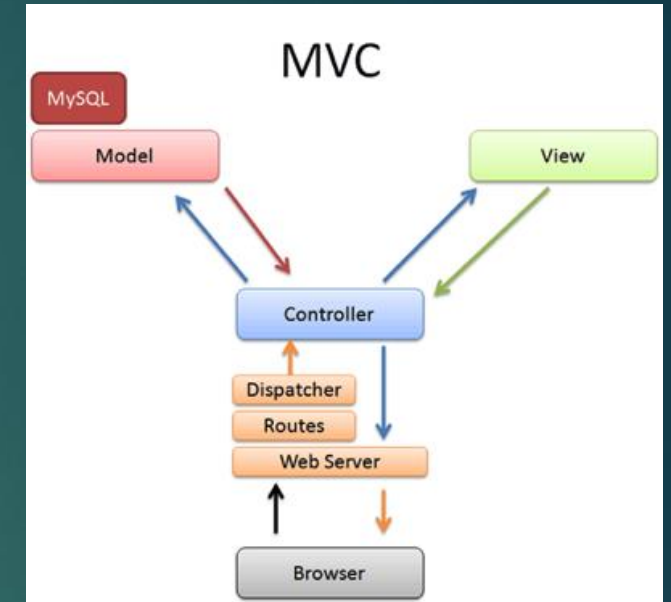 MVC
MySQL
Model
View
Controller
Dispatcher
Routes
Web Server
Browser